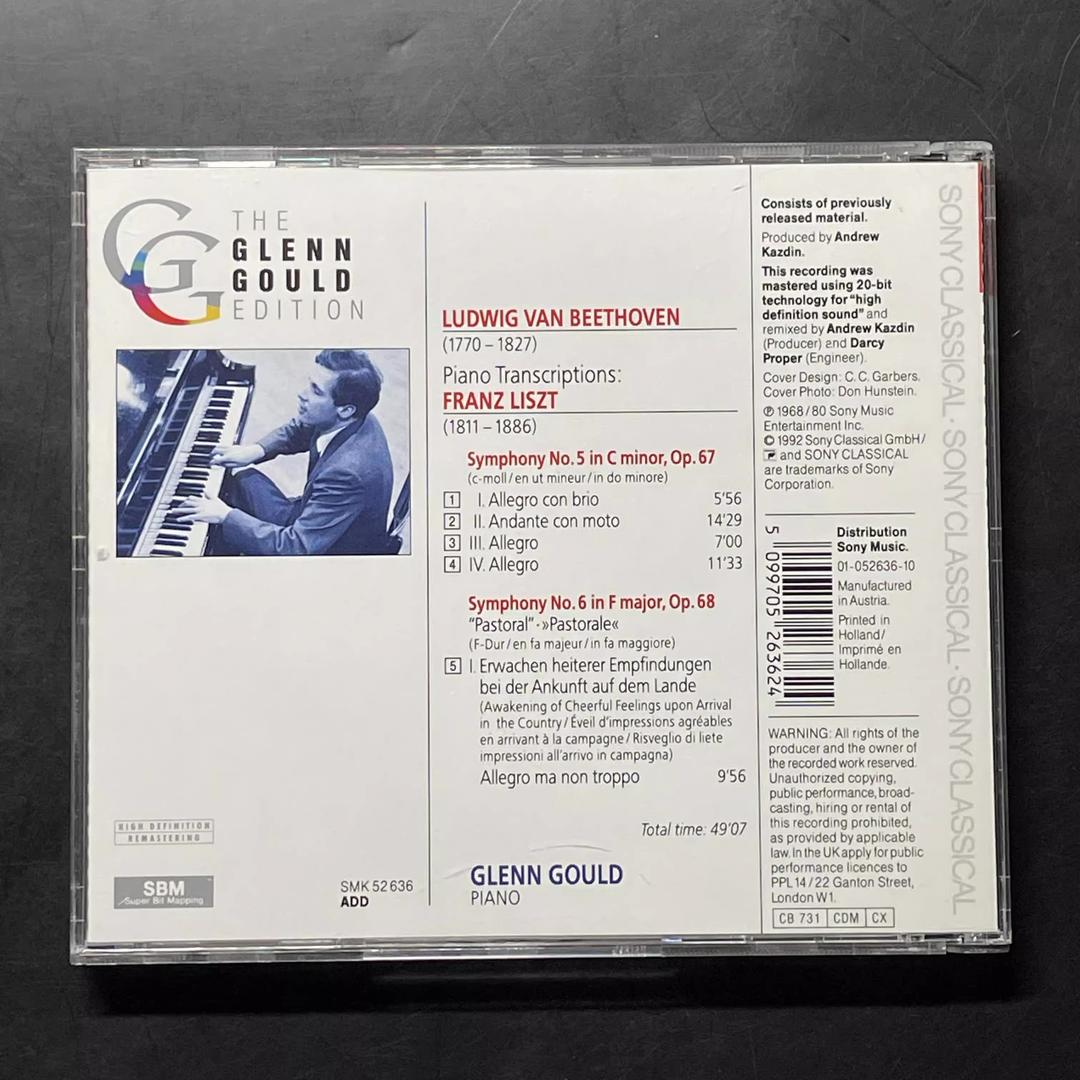 THE
GLENN
GOULD
EDITION
HIGH DEFINITION
REMASTERING
SBM
Super Bit Mapping
SMK 52 636
ADD
LUDWIG VAN BEETHOVEN
(1770 – 1827)
Piano Transcriptions:
FRANZ LISZT
(1811 – 1886)
Symphony No. 5 in C minor, Op. 67
(c-moll / en ut mineur / in do minore)
1 I. Allegro con brio 5'56
2 II. Andante con moto 14'29
3 III. Allegro 7'00
4 IV. Allegro 11'33
Symphony No. 6 in F major, Op. 68
"Pastoral" · »Pastorale«
(F-Dur / en fa majeur / in fa maggiore)
5 I. Erwachen heiterer Empfindungen
bei der Ankunft auf dem Lande
(Awakening of Cheerful Feelings upon Arrival
in the Country / Éveil d'impressions agréables
en arrivant à la campagne / Risveglio di liete
impressioni all'arrivo in campagna)
Allegro ma non troppo 9'56
Total time: 49'07
GLENN GOULD
PIANO
Consists of previously
released material.
Produced by Andrew
Kazdin.
This recording was
mastered using 20-bit
technology for "high
definition sound" and
remixed by Andrew Kazdin
(Producer) and Darcy
Proper (Engineer).
Cover Design: C. C. Garbers.
Cover Photo: Don Hunstein.
℗ 1968 / 80 Sony Music
Entertainment Inc.
© 1992 Sony Classical GmbH /
and SONY CLASSICAL
are trademarks of Sony
Corporation.
5 099705 263624
Distribution
Sony Music.
01-052636-10
Manufactured
in Austria.
Printed in
Holland /
Imprimé en
Hollande.
WARNING: All rights of the
producer and the owner of
the recorded work reserved.
Unauthorized copying,
public performance, broad-
casting, hiring or rental of
this recording prohibited,
as provided by applicable
law. In the UK apply for public
performance licences to
PPL 14 / 22 Ganton Street,
London W1.
CB 731 CDM CX
SONY CLASSICAL · SONY CLASSICAL · SONY CLASSICAL